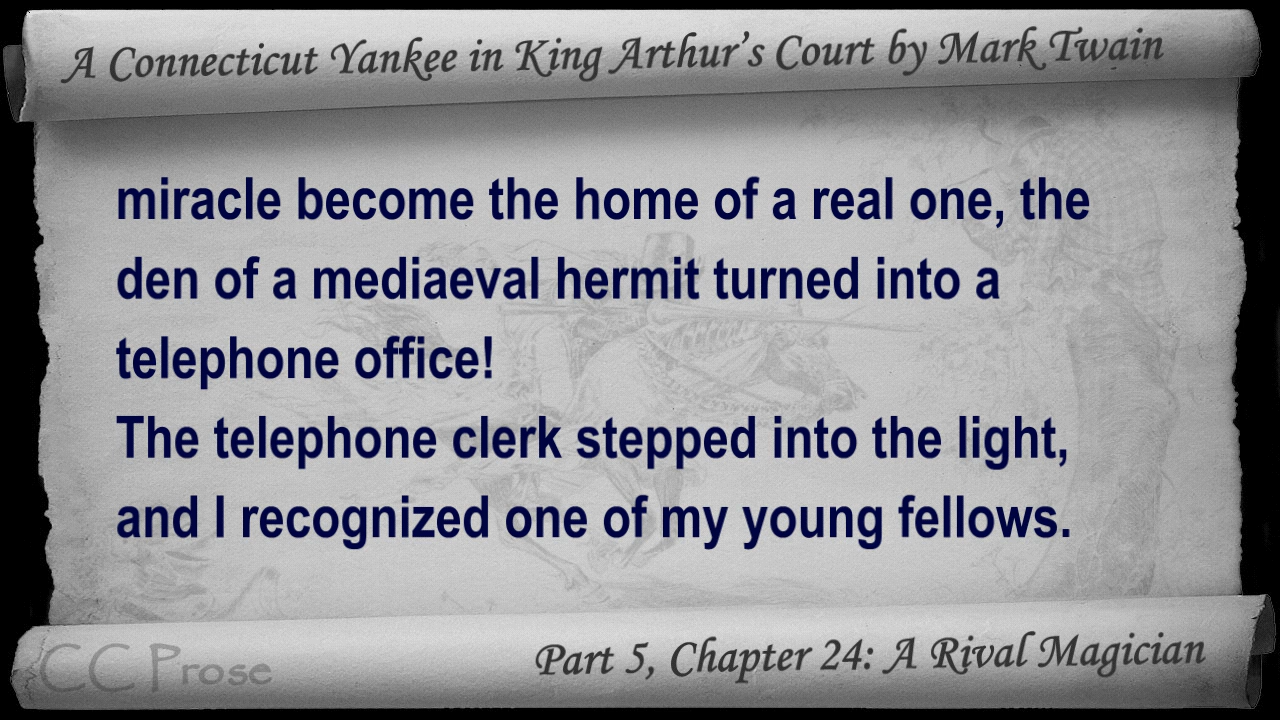 A Connecticut Yankee in King Arthur's Court by Mark Twain
miracle become the home of a real one, the
den of a mediaeval hermit turned into a
telephone office!
The telephone clerk stepped into the light,
and I recognized one of my young fellows.
CC Prose
Part 5, Chapter 24: A Rival Magician